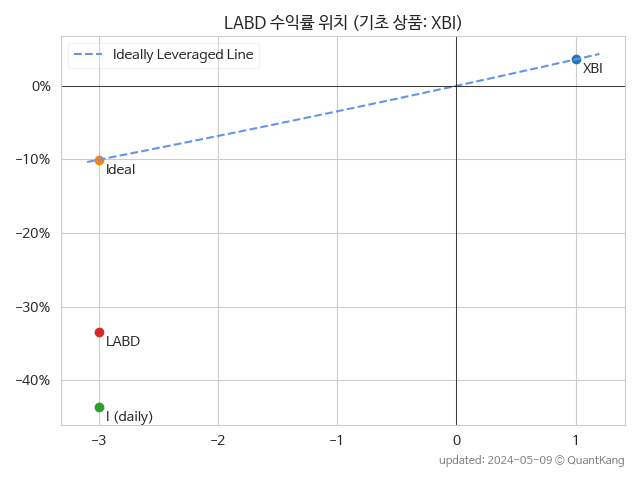 LABD 수익률 위치 (기초 상품: XBI)
Ideally Leveraged Line
XBI
0%
−10%
Ideal
−20%
−30%
LABD
−40%
I (daily)
−3 −2 −1 0 1
updated: 2024-05-09 © QuantKang